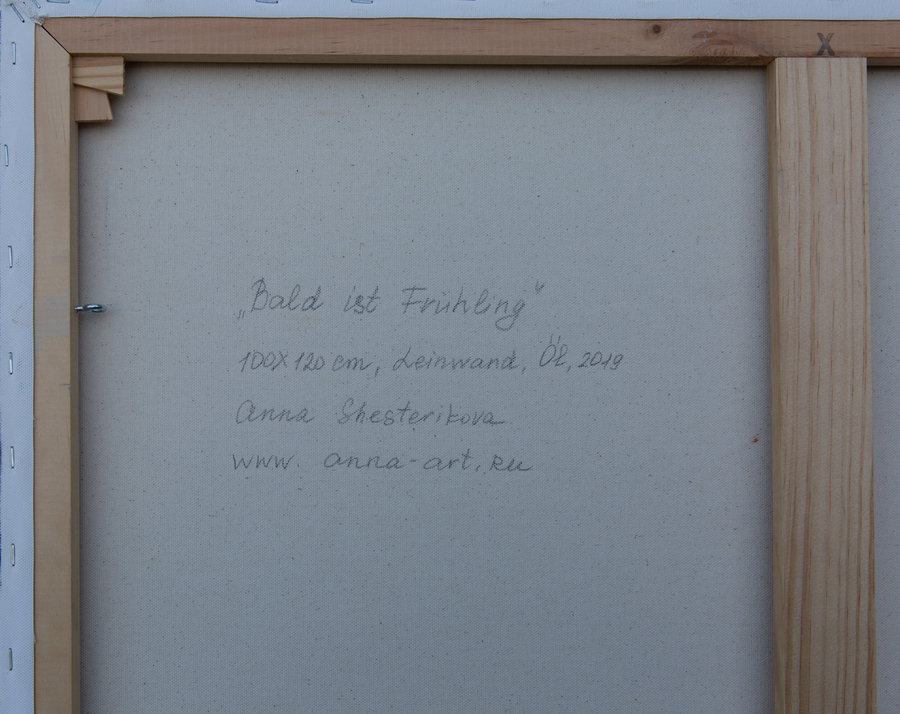 X
„Bald ist Frühling“
100X120 cm, Leinwand, Öl, 2019
Anna Shesterikova
www. anna-art.ru